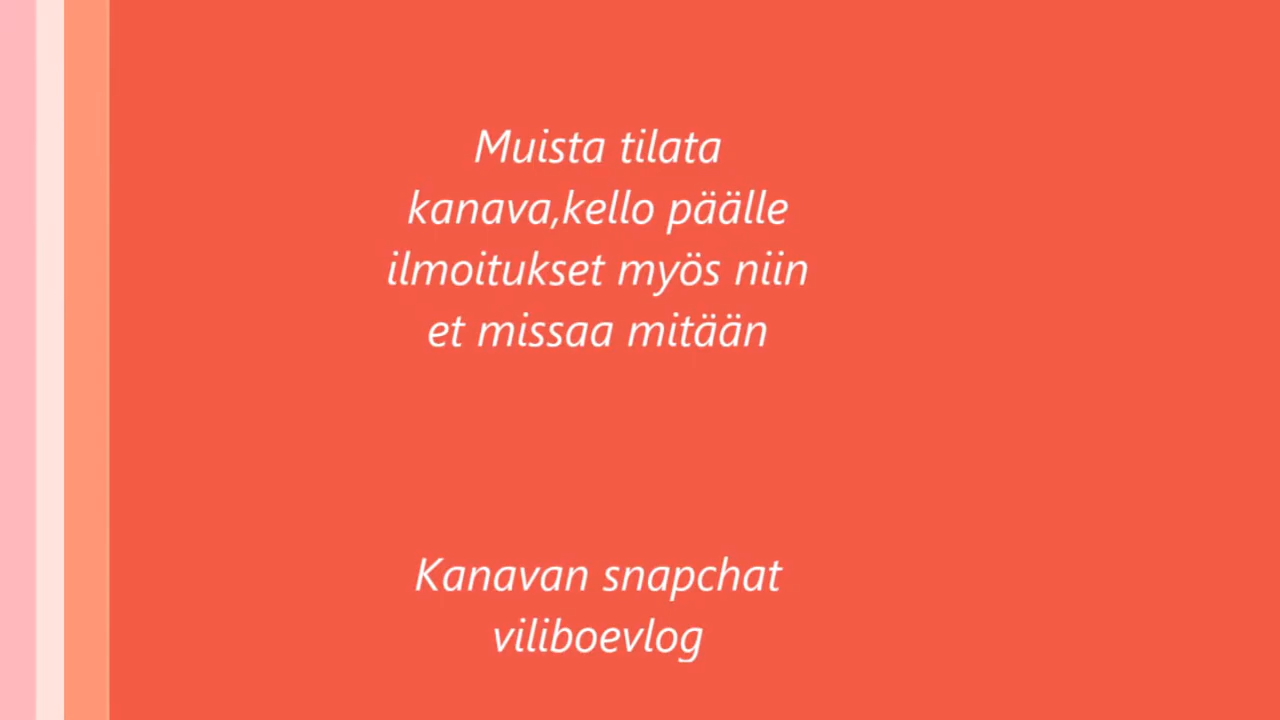 Muista tilata
kanava,kello päälle
ilmoitukset myös niin
et missaa mitään
Kanavan snapchat
viliboevlog